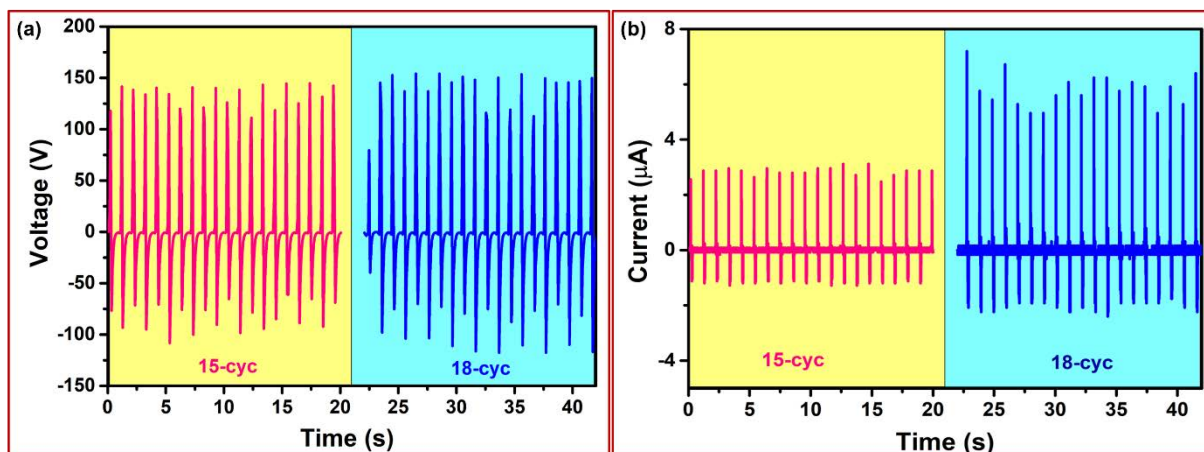 (a)
200
150
100
50
0
-50
-100
-150
Voltage (V)
15-cyc
18-cyc
0 5 10 15 20 25 30 35 40
Time (s)
(b)
8
4
0
-4
Current (μA)
15-cyc
18-cyc
0 5 10 15 20 25 30 35 40
Time (s)